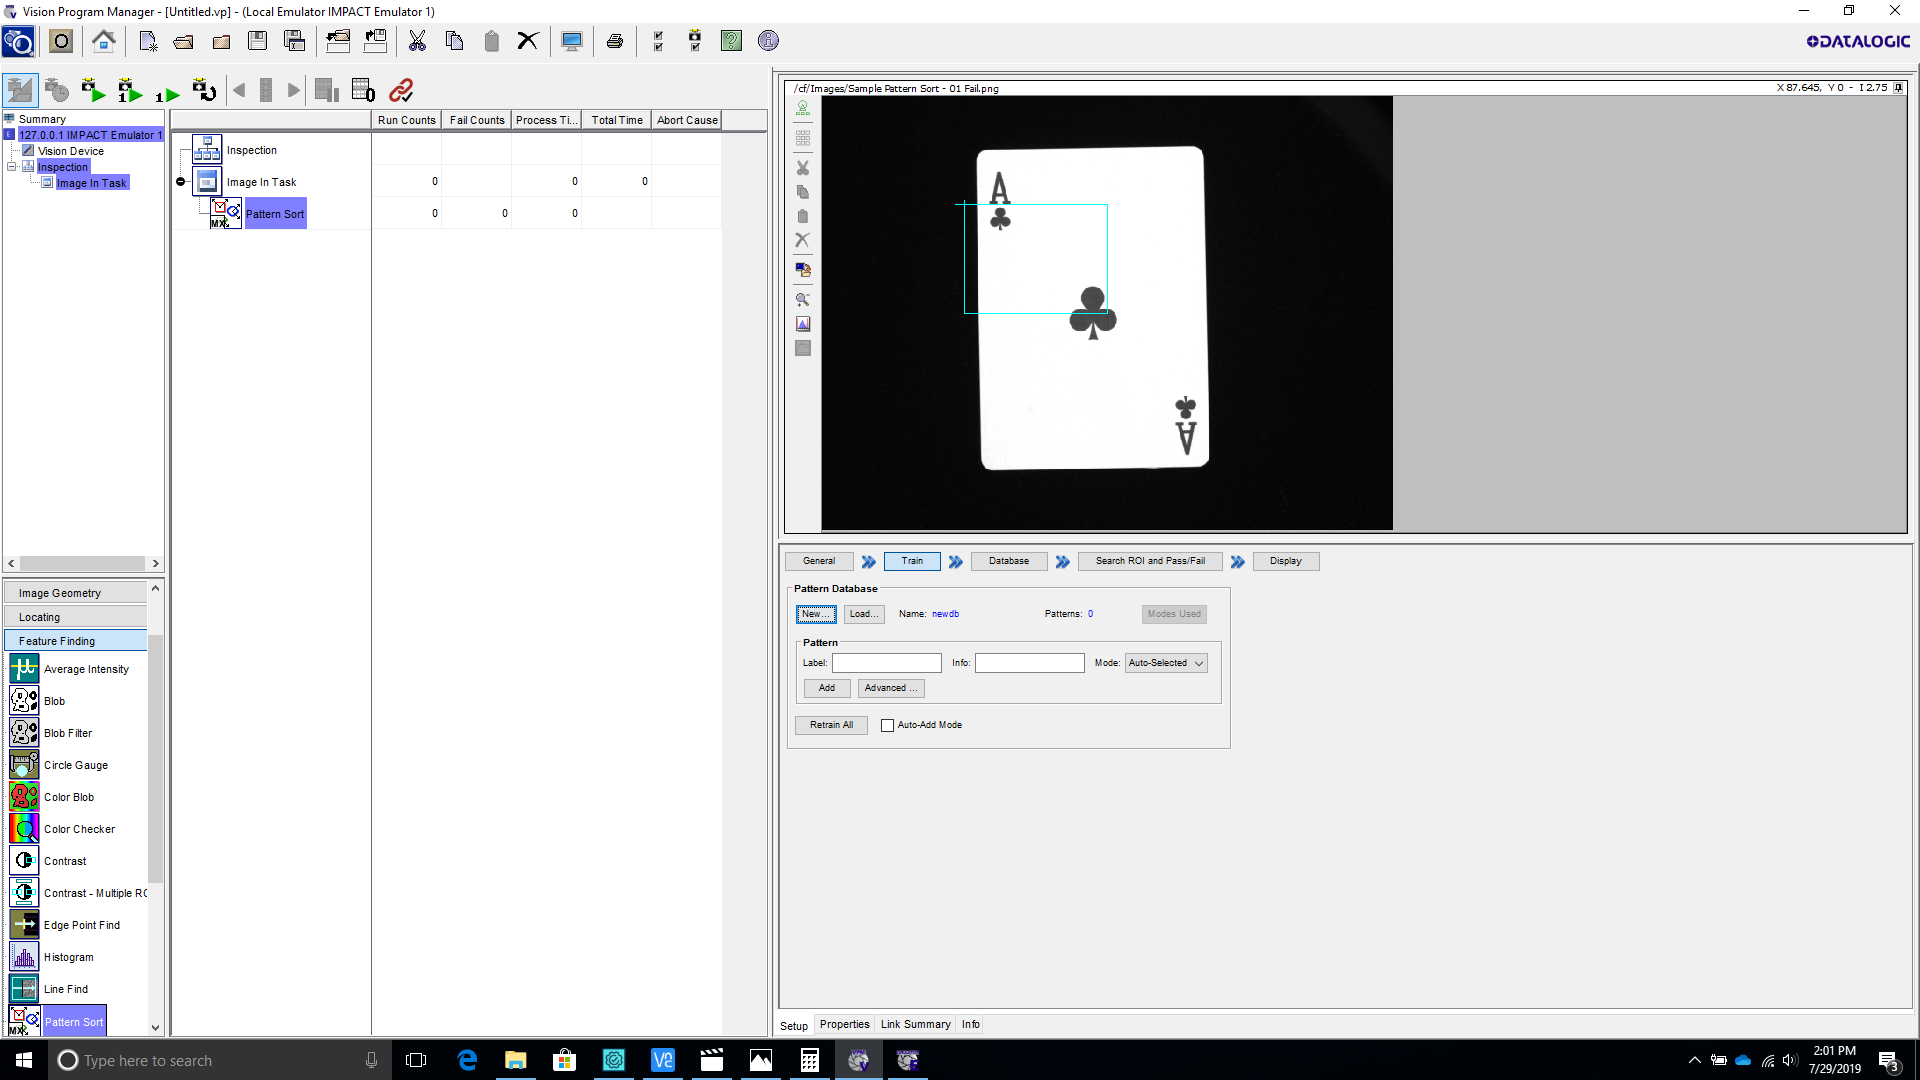 Vision Program Manager - [Untitled.vp] - (Local Emulator IMPACT Emulator 1)
DATALOGIC
Summary
127.0.0.1 IMPACT Emulator 1
Vision Device
Inspection
Image In Task
Run Counts Fail Counts Process Ti... Total Time Abort Cause
Inspection
Image In Task 0 0 0
Pattern Sort 0 0 0
/cf/Images/Sample Pattern Sort - 01 Fail.png
X 87.645, Y 0 - I 2.75
A
A
Image Geometry
Locating
Feature Finding
Average Intensity
Blob
Blob Filter
Circle Gauge
Color Blob
Color Checker
Contrast
Contrast - Multiple RO
Edge Point Find
Histogram
Line Find
Pattern Sort
General Train Database Search ROI and Pass/Fail Display
Pattern Database
New... Load... Name: newdb Patterns: 0 Modes Used
Pattern
Label: Info: Mode: Auto-Selected
Add Advanced ...
Retrain All Auto-Add Mode
Setup Properties Link Summary Info
Type here to search
2:01 PM
7/29/2019
3